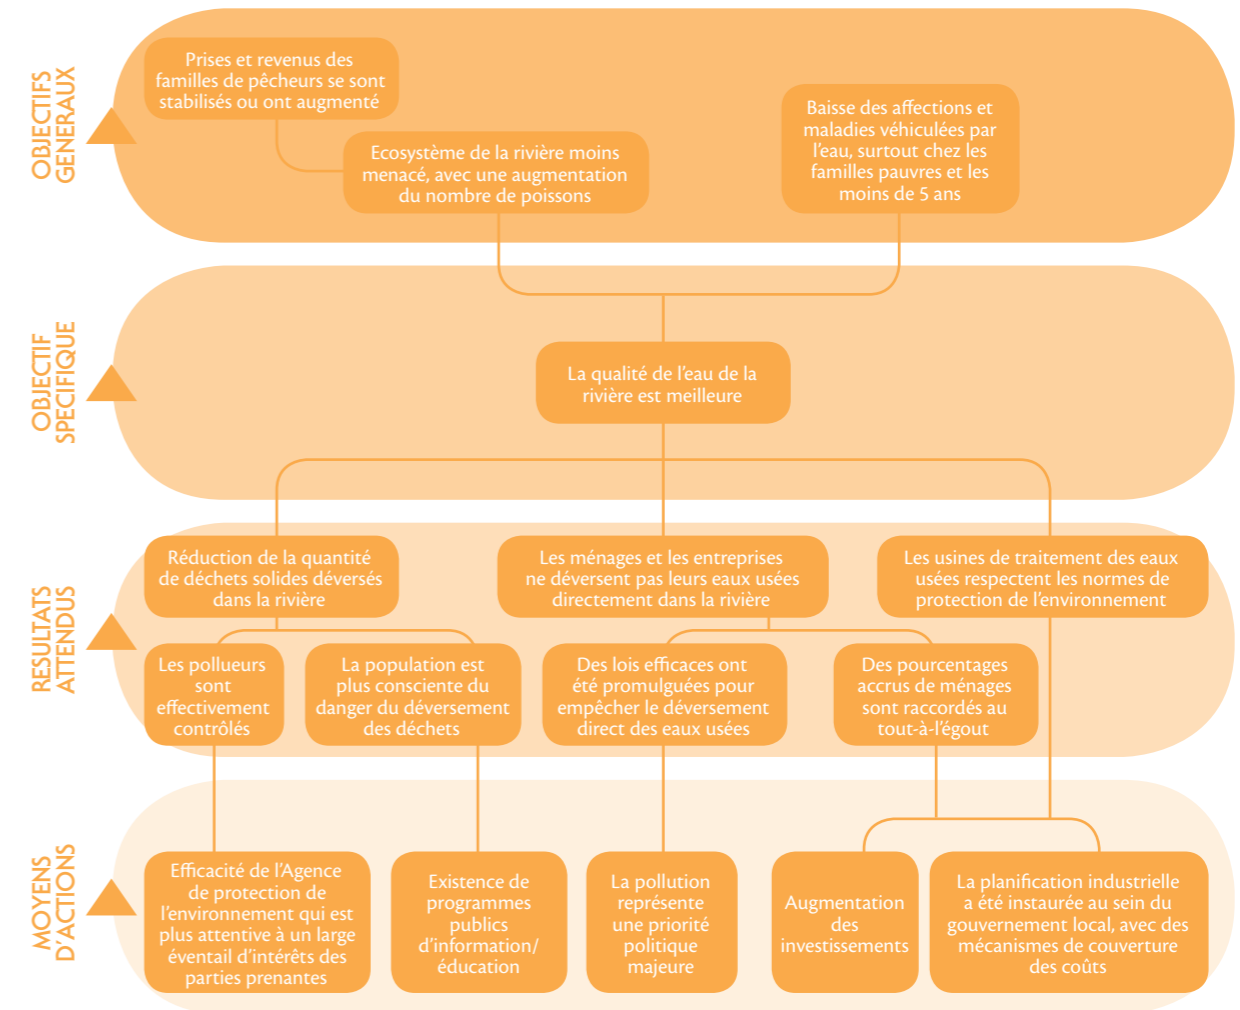 OBJECTIFS
GENERAUX
Prises et revenus des
familles de pêcheurs se sont
stabilisés ou ont augmenté
Ecosystème de la rivière moins
menacé, avec une augmentation
du nombre de poissons
Baisse des affections et
maladies véhiculées par
l'eau, surtout chez les
familles pauvres et les
moins de 5 ans
OBJECTIF
SPECIFIQUE
La qualité de l'eau de la
rivière est meilleure
RESULTATS
ATTENDUS
Réduction de la quantité
de déchets solides déversés
dans la rivière
Les ménages et les entreprises
ne déversent pas leurs eaux usées
directement dans la rivière
Les usines de traitement des eaux
usées respectent les normes de
protection de l'environnement
Les pollueurs
sont
effectivement
contrôlés
La population est
plus consciente du
danger du déversement
des déchets
Des lois efficaces ont
été promulguées pour
empêcher le déversement
direct des eaux usées
Des pourcentages
accrus de ménages
sont raccordés au
tout-à-l'égout
MOYENS
D'ACTIONS
Efficacité de l'Agence
de protection de
l'environnement qui est
plus attentive à un large
éventail d'intérêts des
parties prenantes
Existence de
programmes
publics
d'information/
éducation
La pollution
représente
une priorité
politique
majeure
Augmentation
des
investissements
La planification industrielle
a été instaurée au sein du
gouvernement local, avec des
mécanismes de couverture
des coûts